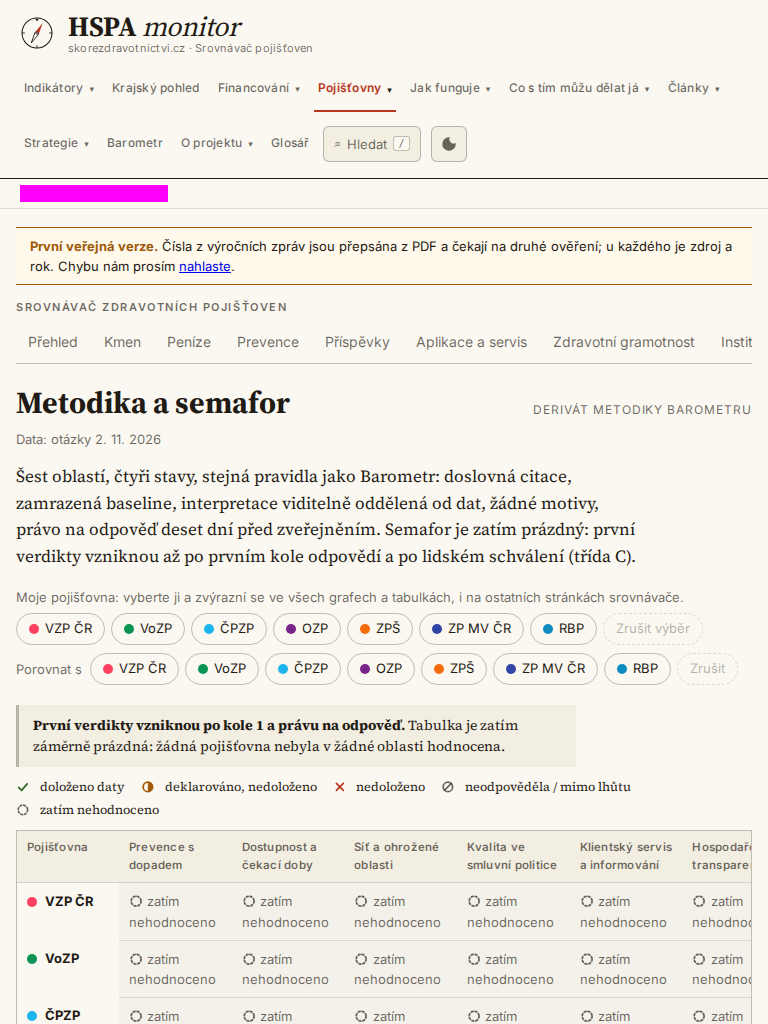 HSPA monitor
skorezdravotnictvi.cz · Srovnávač pojišťoven
Indikátory ▾ Krajský pohled Financování ▾ Pojišťovny ▾ Jak funguje ▾ Co s tím můžu dělat já ▾ Články ▾
Strategie ▾ Barometr O projektu ▾ Glosář ⌕ Hledat /
První veřejná verze. Čísla z výročních zpráv jsou přepsána z PDF a čekají na druhé ověření; u každého je zdroj a
rok. Chybu nám prosím nahlaste.
SROVNÁVAČ ZDRAVOTNÍCH POJIŠŤOVEN
Přehled Kmen Peníze Prevence Příspěvky Aplikace a servis Zdravotní gramotnost Instit
Metodika a semafor
DERIVÁT METODIKY BAROMETRU
Data: otázky 2. 11. 2026
Šest oblastí, čtyři stavy, stejná pravidla jako Barometr: doslovná citace,
zamrazená baseline, interpretace viditelně oddělená od dat, žádné motivy,
právo na odpověď deset dní před zveřejněním. Semafor je zatím prázdný: první
verdikty vzniknou až po prvním kole odpovědí a po lidském schválení (třída C).
Moje pojišťovna: vyberte ji a zvýrazní se ve všech grafech a tabulkách, i na ostatních stránkách srovnávače.
VZP ČR VoZP ČPZP OZP ZPŠ ZP MV ČR RBP Zrušit výběr
Porovnat s VZP ČR VoZP ČPZP OZP ZPŠ ZP MV ČR RBP Zrušit
První verdikty vzniknou po kole 1 a právu na odpověď. Tabulka je zatím
záměrně prázdná: žádná pojišťovna nebyla v žádné oblasti hodnocena.
doloženo daty deklarováno, nedoloženo nedoloženo neodpověděla / mimo lhůtu
zatím nehodnoceno
Pojišťovna Prevence s Dostupnost a Síť a ohrožené Kvalita ve Klientský servis Hospodař
dopadem čekací doby oblasti smluvní politice a informování transpare
VZP ČR zatím zatím zatím zatím zatím zatím
nehodnoceno nehodnoceno nehodnoceno nehodnoceno nehodnoceno nehodno
VoZP zatím zatím zatím zatím zatím zatím
nehodnoceno nehodnoceno nehodnoceno nehodnoceno nehodnoceno nehodno
ČPZP zatím zatím zatím zatím zatím zatím